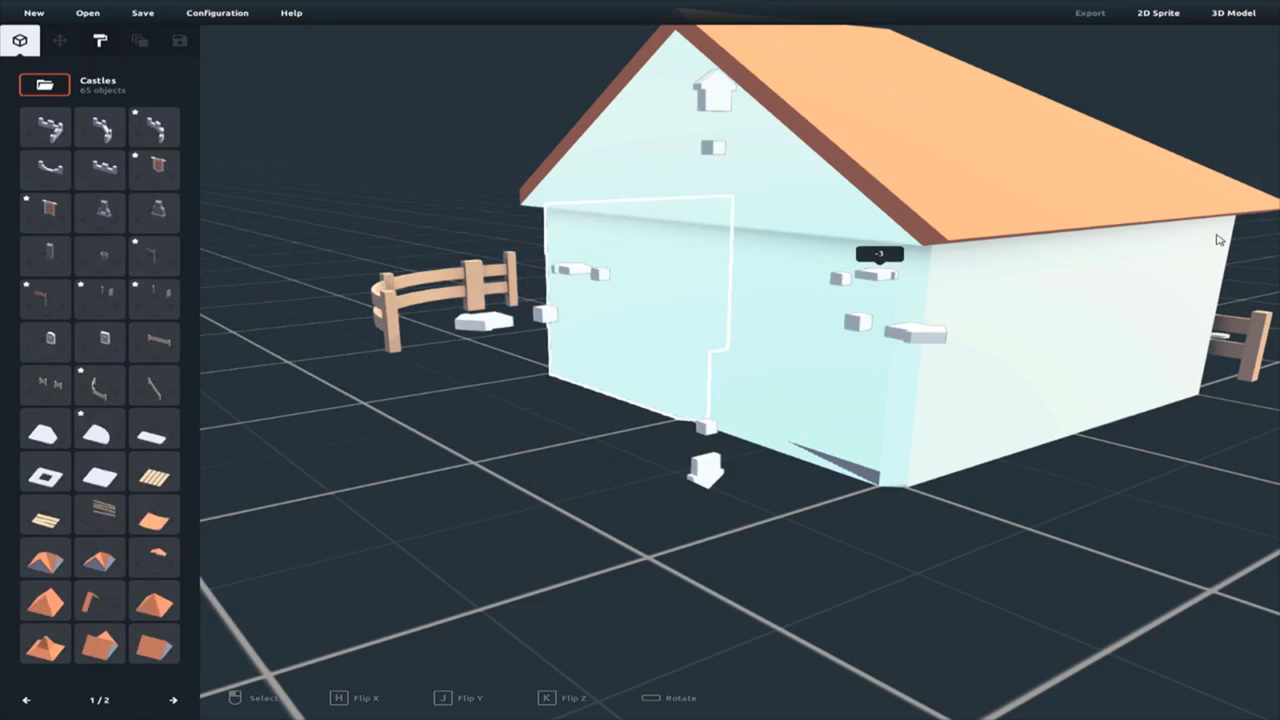 New Open Save Configuration Help Export 2D Sprite 3D Model
Castles
65 objects
-3
1/2
Select H Flip X J Flip Y K Flip Z Rotate